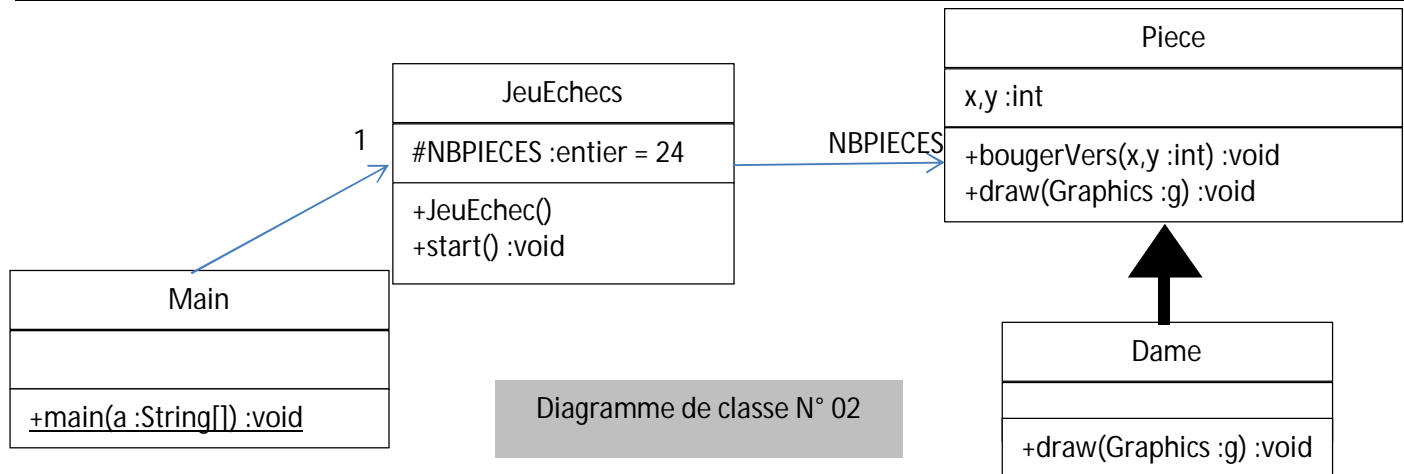 Piece
x,y :int
+bougerVers(x,y :int) :void
+draw(Graphics :g) :void
JeuEchecs
#NBPIECES :entier = 24
+JeuEchec()
+start() :void
1
NBPIECES
Main
+main(a :String[]) :void
Diagramme de classe N° 02
Dame
+draw(Graphics :g) :void